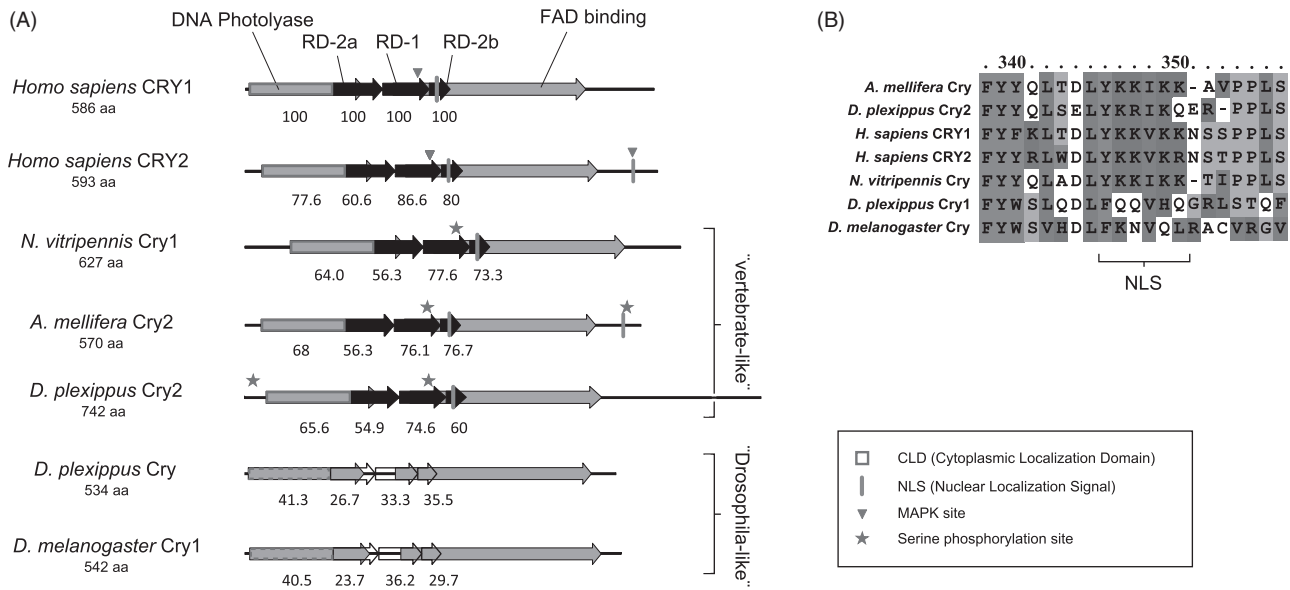 (A)
DNA Photolyase
FAD binding
RD-2a
RD-1
RD-2b
Homo sapiens CRY1
586 aa
100 100 100 100
Homo sapiens CRY2
593 aa
77.6 60.6 86.6 80
N. vitripennis Cry1
627 aa
64.0 56.3 77.6 73.3
A. mellifera Cry2
570 aa
68 56.3 76.1 76.7
D. plexippus Cry2
742 aa
65.6 54.9 74.6 60
"vertebrate-like"
D. plexippus Cry
534 aa
41.3 26.7 33.3 35.5
D. melanogaster Cry1
542 aa
40.5 23.7 36.2 29.7
"Drosophila-like"
(B)
. 340 . . . . . . . . . 350 . . . . . .
A. mellifera Cry FYYQLTDLYKKIKK-AVPPLS
D. plexippus Cry2 FYYQLSELYKRIKQER-PPLS
H. sapiens CRY1 FYFKLTDLYKKVKKNSSPPLS
H. sapiens CRY2 FYYRLWDLYKKVKRNSTPPLS
N. vitripennis Cry FYYQLADLYKKIKK-TIPPLS
D. plexippus Cry1 FYWSLQDLFQQVHQGRLSTQF
D. melanogaster Cry FYWSVHDLFKNVQLRACVRGV
NLS
CLD (Cytoplasmic Localization Domain)
NLS (Nuclear Localization Signal)
MAPK site
Serine phosphorylation site